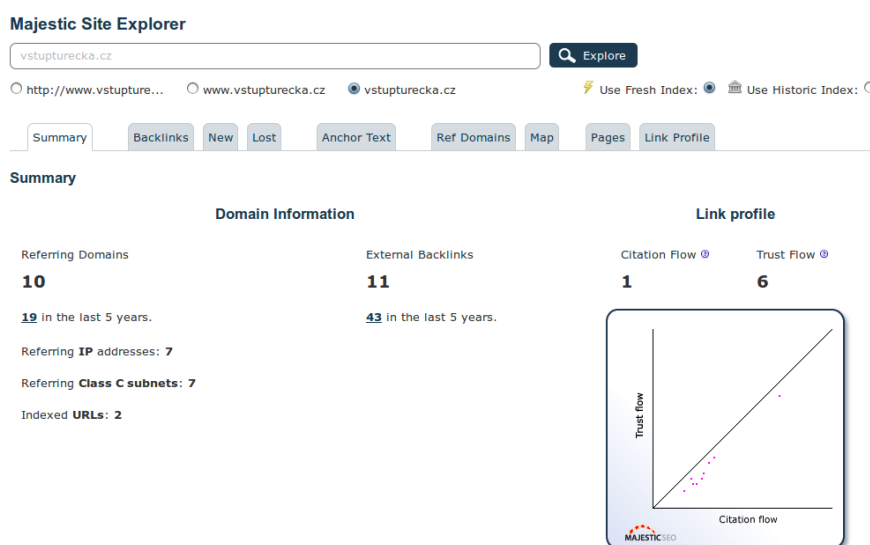 Majestic Site Explorer
vstupturecka.cz
Explore
http://www.vstupture... www.vstupturecka.cz vstupturecka.cz Use Fresh Index: Use Historic Index:
Summary Backlinks New Lost Anchor Text Ref Domains Map Pages Link Profile
Summary
Domain Information Link profile
Referring Domains External Backlinks Citation Flow Trust Flow
10 11 1 6
19 in the last 5 years. 43 in the last 5 years.
Referring IP addresses: 7
Referring Class C subnets: 7
Indexed URLs: 2
Trust flow
Citation flow
MAJESTICSEO